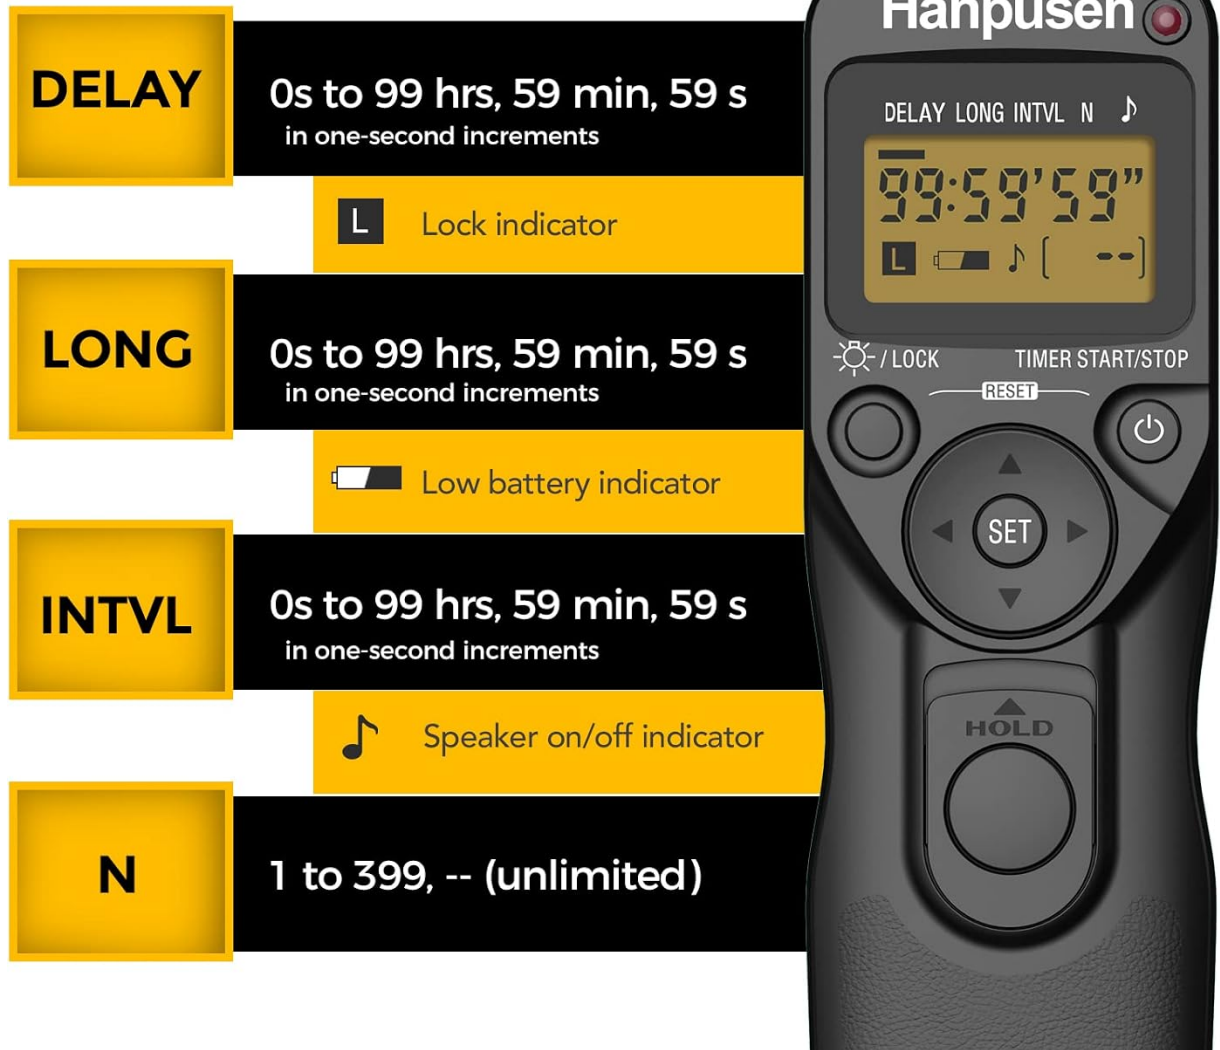 DELAY
0s to 99 hrs, 59 min, 59 s
in one-second increments
L Lock indicator
LONG
0s to 99 hrs, 59 min, 59 s
in one-second increments
Low battery indicator
INTVL
0s to 99 hrs, 59 min, 59 s
in one-second increments
Speaker on/off indicator
N
1 to 399, -- (unlimited)
Hanpusen
DELAY LONG INTVL N
99:59'59"
L [ --]
/ LOCK
TIMER START/STOP
RESET
SET
HOLD